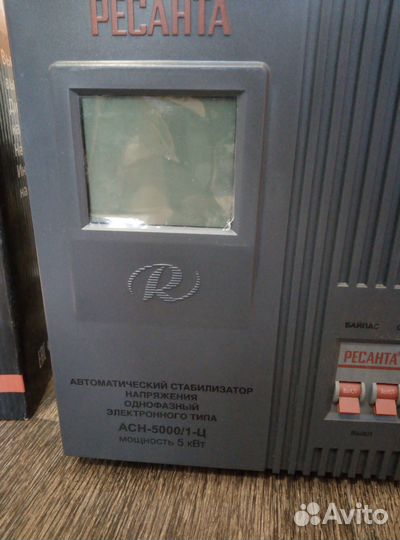 РЕСАНТА
R
БАЙПАС
РЕСАНТА
АВТОМАТИЧЕСКИЙ СТАБИЛИЗАТОР
НАПРЯЖЕНИЯ
ОДНОФАЗНЫЙ
ЭЛЕКТРОННОГО ТИПА
АСН-5000/1-Ц
МОЩНОСТЬ 5 кВт
Avito